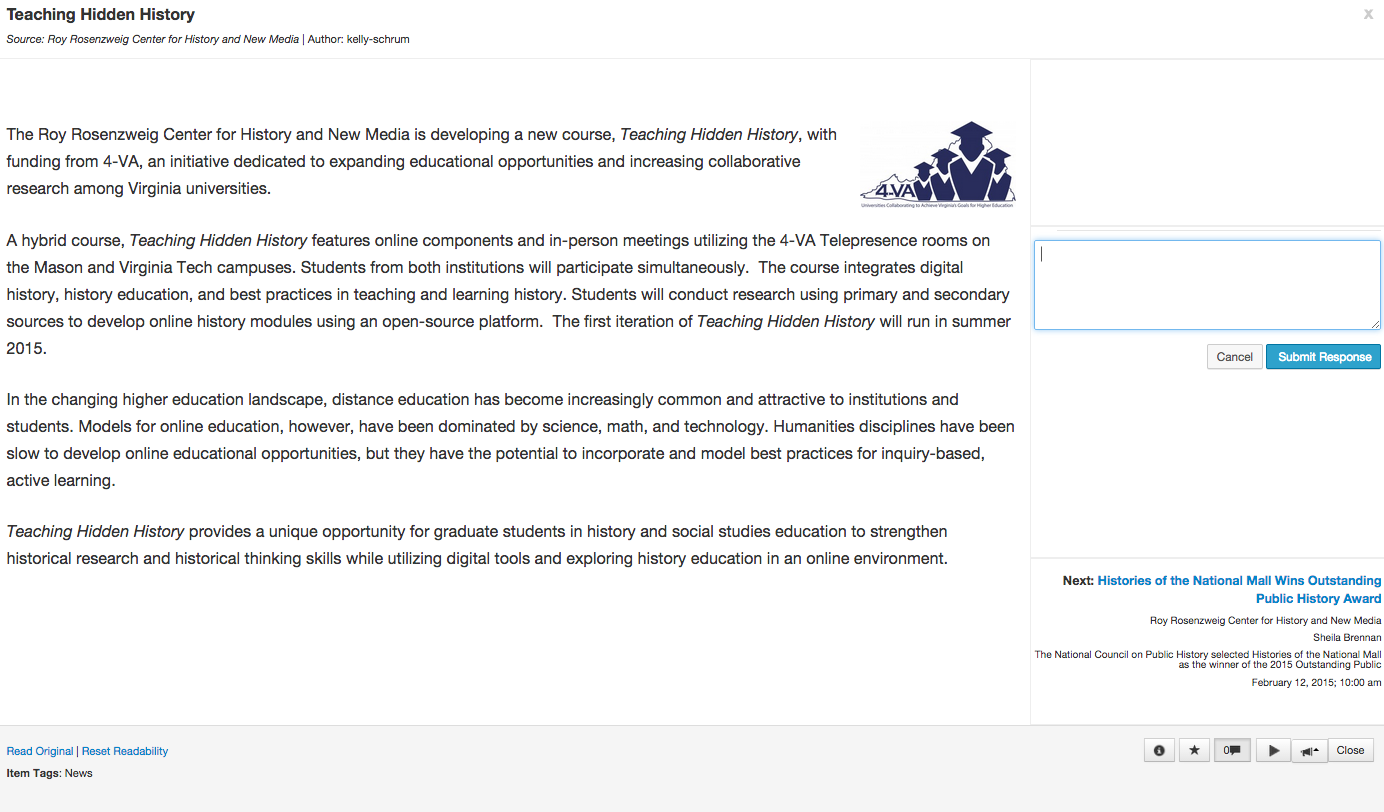 Teaching Hidden History
x
Source: Roy Rosenzweig Center for History and New Media | Author: kelly-schrum
The Roy Rosenzweig Center for History and New Media is developing a new course, Teaching Hidden History, with
funding from 4-VA, an initiative dedicated to expanding educational opportunities and increasing collaborative
research among Virginia universities.
4-VA
Universities Collaborating to Achieve Virginia's Goals for Higher Education
A hybrid course, Teaching Hidden History features online components and in-person meetings utilizing the 4-VA Telepresence rooms on
the Mason and Virginia Tech campuses. Students from both institutions will participate simultaneously.  The course integrates digital
history, history education, and best practices in teaching and learning history. Students will conduct research using primary and secondary
sources to develop online history modules using an open-source platform.  The first iteration of Teaching Hidden History will run in summer
2015.
In the changing higher education landscape, distance education has become increasingly common and attractive to institutions and
students. Models for online education, however, have been dominated by science, math, and technology. Humanities disciplines have been
slow to develop online educational opportunities, but they have the potential to incorporate and model best practices for inquiry-based,
active learning.
Teaching Hidden History provides a unique opportunity for graduate students in history and social studies education to strengthen
historical research and historical thinking skills while utilizing digital tools and exploring history education in an online environment.
Cancel
Submit Response
Next: Histories of the National Mall Wins Outstanding
Public History Award
Roy Rosenzweig Center for History and New Media
Sheila Brennan
The National Council on Public History selected Histories of the National Mall
as the winner of the 2015 Outstanding Public
February 12, 2015; 10:00 am
Read Original | Reset Readability
Item Tags: News
0
Close